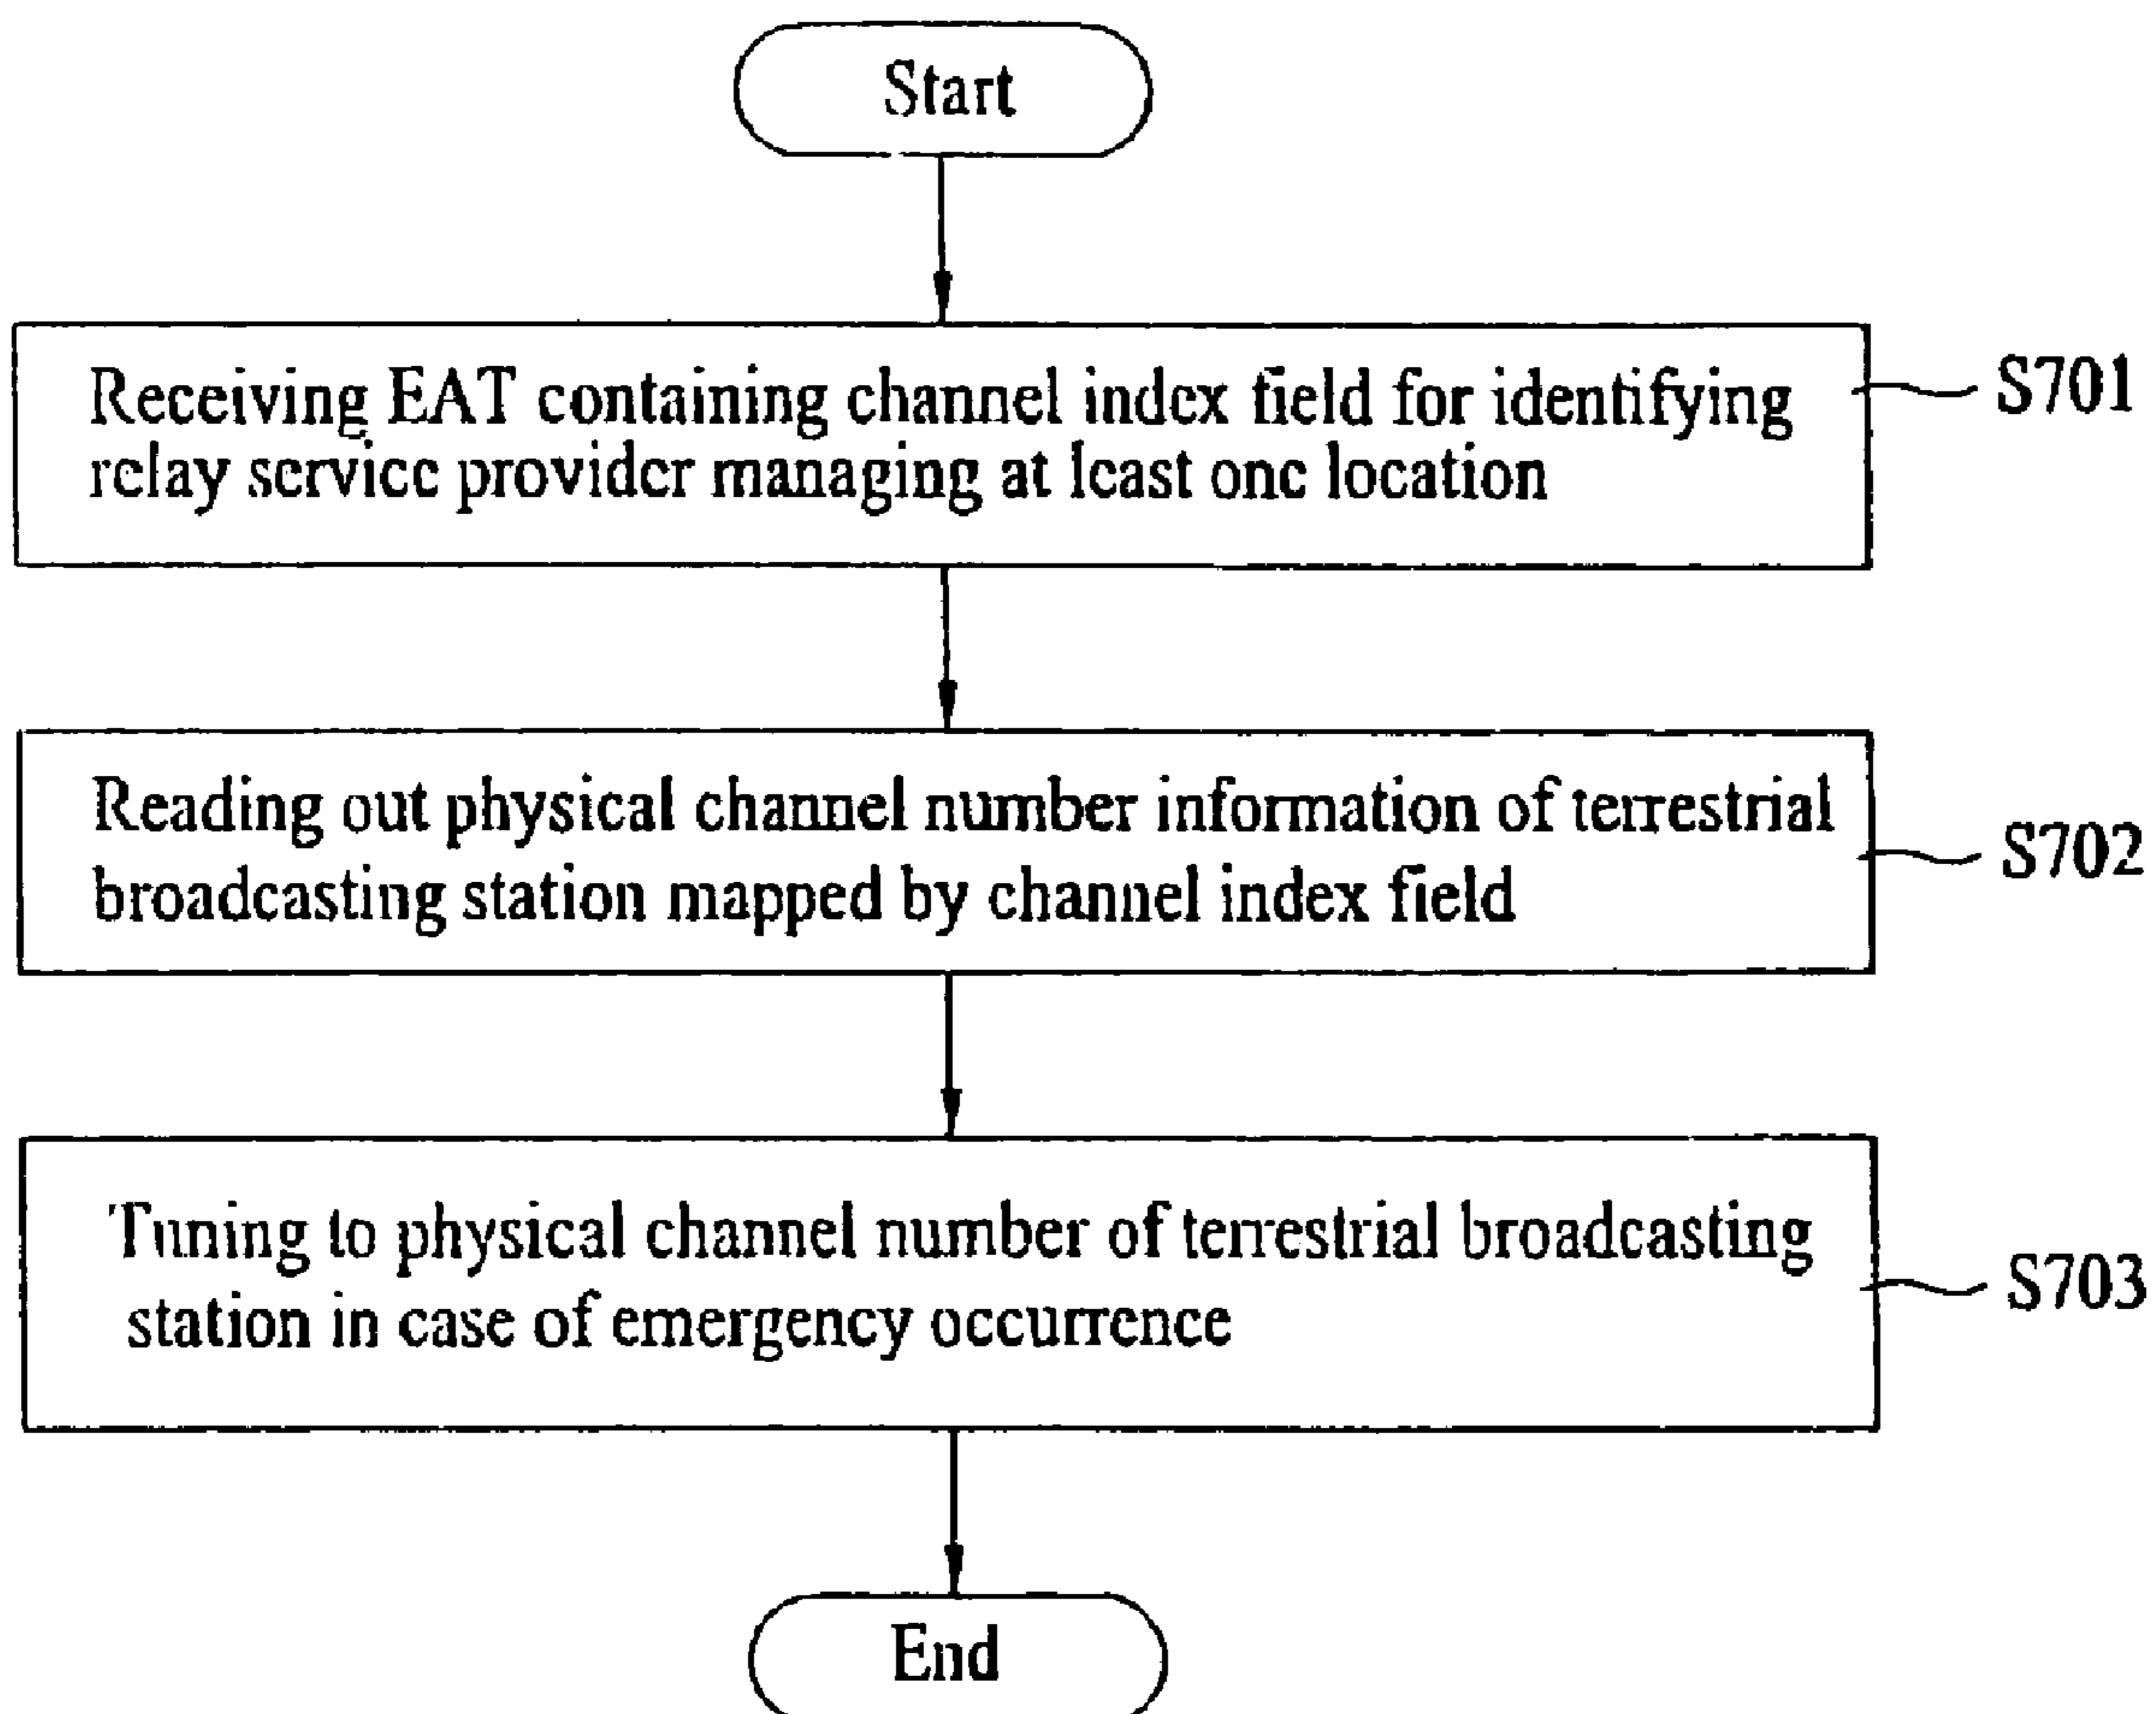 Start
Receiving EAT containing channel index field for identifying
relay service provider managing at least one location
S701
Reading out physical channel number information of terrestrial
broadcasting station mapped by channel index field
S702
Tuning to physical channel number of terrestrial broadcasting
station in case of emergency occurrence
S703
End